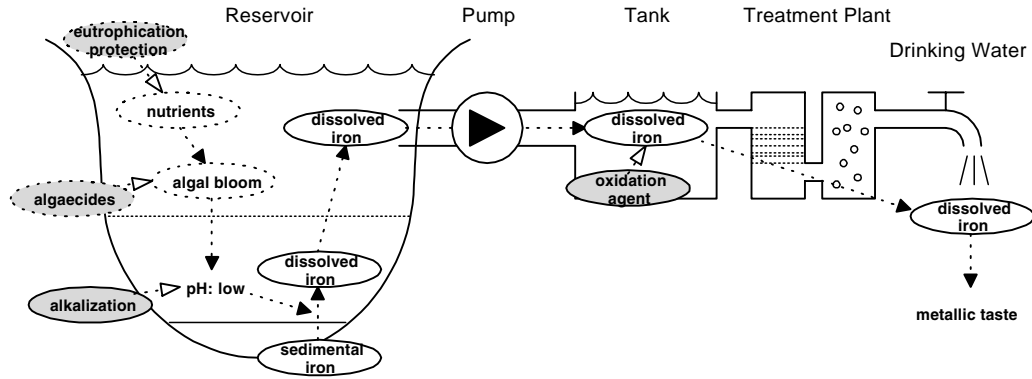 Reservoir
Pump
Tank
Treatment Plant
Drinking Water
eutrophication
protection
nutrients
algal bloom
algaecides
pH: low
alkalization
dissolved
iron
dissolved
iron
sedimental
iron
dissolved
iron
oxidation
agent
dissolved
iron
metallic taste